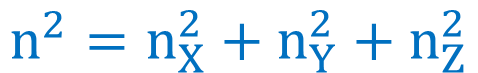 n² = n²_X + n²_Y + n²_Z